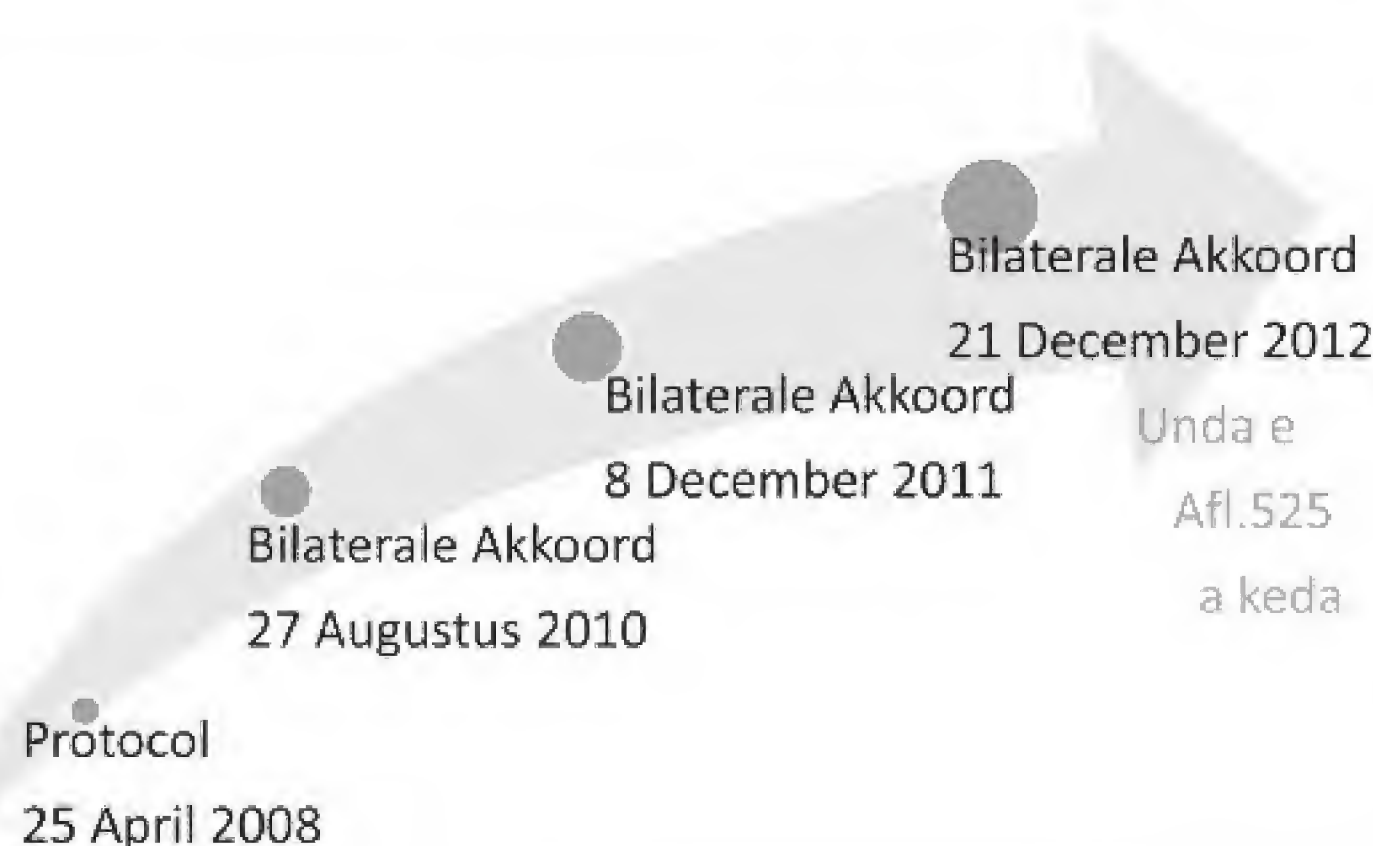 Bilaterale Akkoord
21 December 2012
Bilaterale Akkoord
8 December 2011
Unda e
Afl.525
a keda
Bilaterale Akkoord
27 Augustus 2010
Protocol
25 April 2008